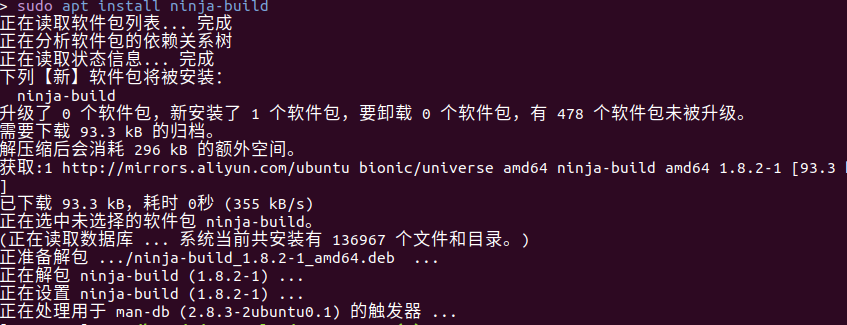 > sudo apt install ninja-build
正在读取软件包列表... 完成
正在分析软件包的依赖关系树
正在读取状态信息... 完成
下列【新】软件包将被安装：
  ninja-build
升级了 0 个软件包，新安装了 1 个软件包，要卸载 0 个软件包，有 478 个软件包未被升级。
需要下载 93.3 kB 的归档。
解压缩后会消耗 296 kB 的额外空间。
获取:1 http://mirrors.aliyun.com/ubuntu bionic/universe amd64 ninja-build amd64 1.8.2-1 [93.3
]
已下载 93.3 kB，耗时 0秒 (355 kB/s)
正在选中未选择的软件包 ninja-build。
(正在读取数据库 ... 系统当前共安装有 136967 个文件和目录。)
正准备解包 .../ninja-build_1.8.2-1_amd64.deb  ...
正在解包 ninja-build (1.8.2-1) ...
正在设置 ninja-build (1.8.2-1) ...
正在处理用于 man-db (2.8.3-2ubuntu0.1) 的触发器 ...